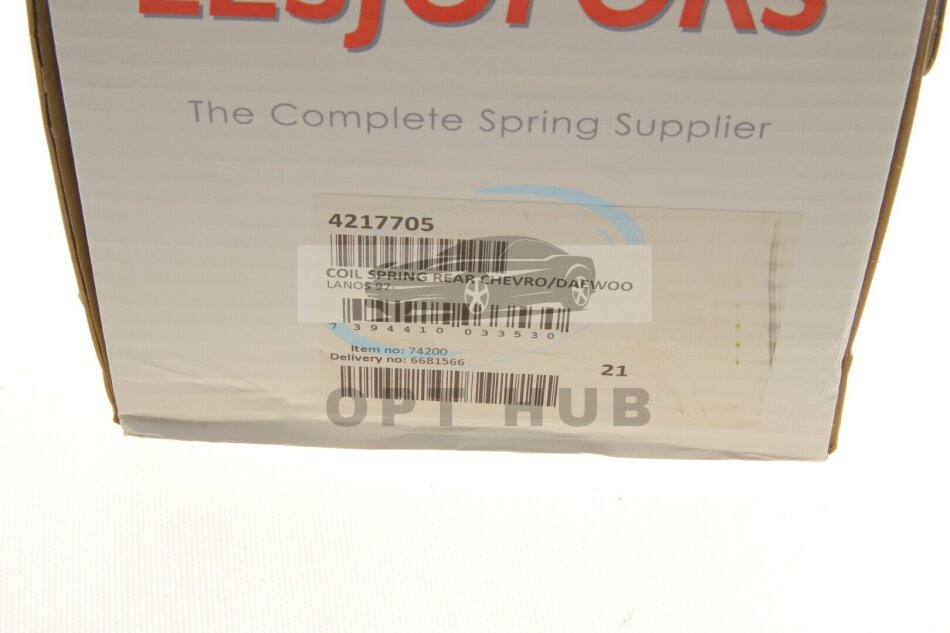 LESJÖFORS
The Complete Spring Supplier
4217705
COIL SPRING REAR CHEVRO/DAEWOO
LANOS 97
7 394410 033530
Item no: 74200
Delivery no: 6681566
21
OPT HUB